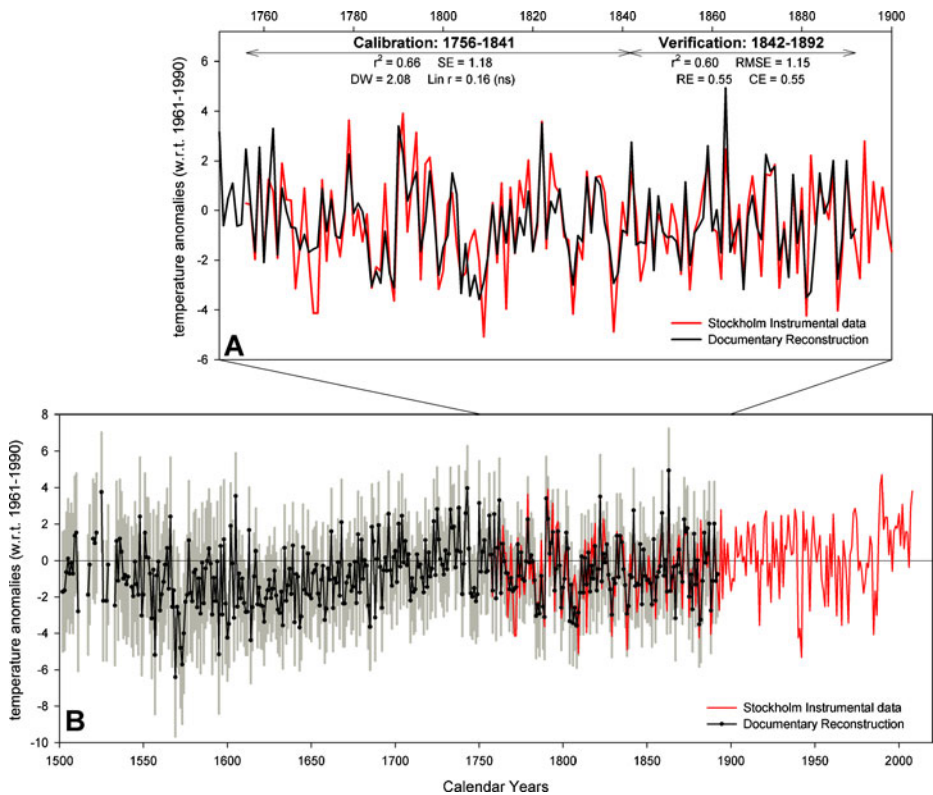 1760 1780 1800 1820 1840 1860 1880 1900
Calibration: 1756-1841 Verification: 1842-1892
r² = 0.66 SE = 1.18 r² = 0.60 RMSE = 1.15
DW = 2.08 Lin r = 0.16 (ns) RE = 0.55 CE = 0.55
temperature anomalies (w.r.t. 1961-1990)
6
4
2
0
-2
-4
-6
Stockholm Instrumental data
Documentary Reconstruction
A
temperature anomalies (w.r.t. 1961-1990)
8
6
4
2
0
-2
-4
-6
-8
-10
Stockholm Instrumental data
Documentary Reconstruction
B
1500 1550 1600 1650 1700 1750 1800 1850 1900 1950 2000
Calendar Years